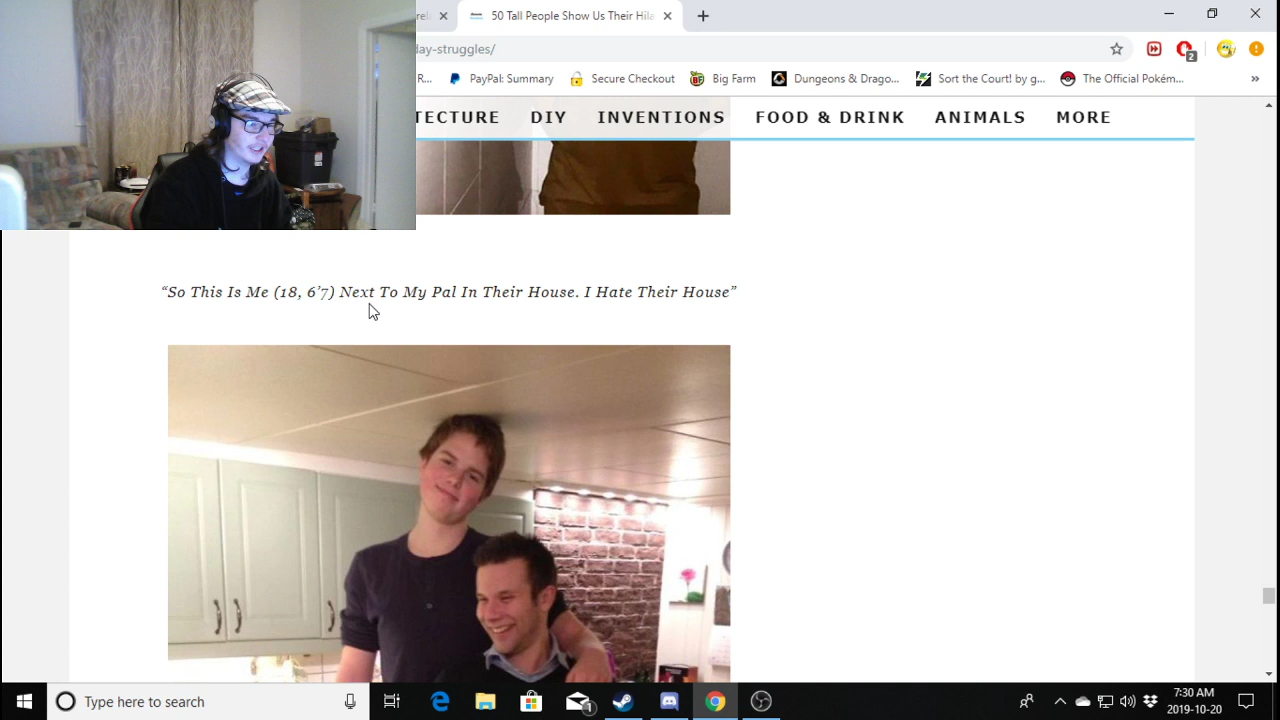 50 Tall People Show Us Their Hila
day-struggles/
R...
PayPal: Summary
Secure Checkout
Big Farm
Dungeons & Drago...
Sort the Court! by g...
The Official Pokém...
2
TECTURE
DIY
INVENTIONS
FOOD & DRINK
ANIMALS
MORE
“So This Is Me (18, 6’7) Next To My Pal In Their House. I Hate Their House”
Type here to search
1
7:30 AM
2019-10-20